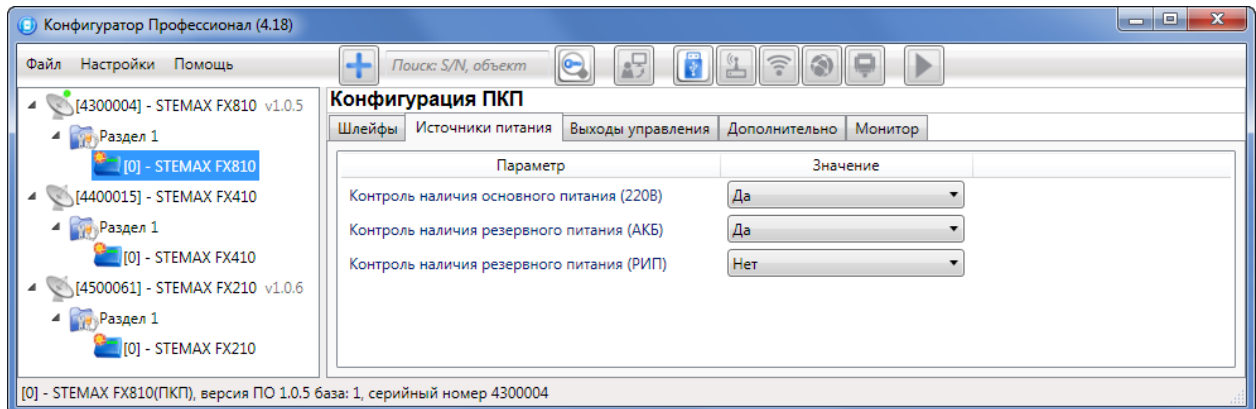 Конфигуратор Профессионал (4.18)
Файл Настройки Помощь
Поиск: S/N, объект
[4300004] - STEMAX FX810 v1.0.5
Раздел 1
[0] - STEMAX FX810
[4400015] - STEMAX FX410
Раздел 1
[0] - STEMAX FX410
[4500061] - STEMAX FX210 v1.0.6
Раздел 1
[0] - STEMAX FX210
Конфигурация ПКП
Шлейфы Источники питания Выходы управления Дополнительно Монитор
Параметр Значение
Контроль наличия основного питания (220В) Да
Контроль наличия резервного питания (АКБ) Да
Контроль наличия резервного питания (РИП) Нет
[0] - STEMAX FX810(ПКП), версия ПО 1.0.5 база: 1, серийный номер 4300004